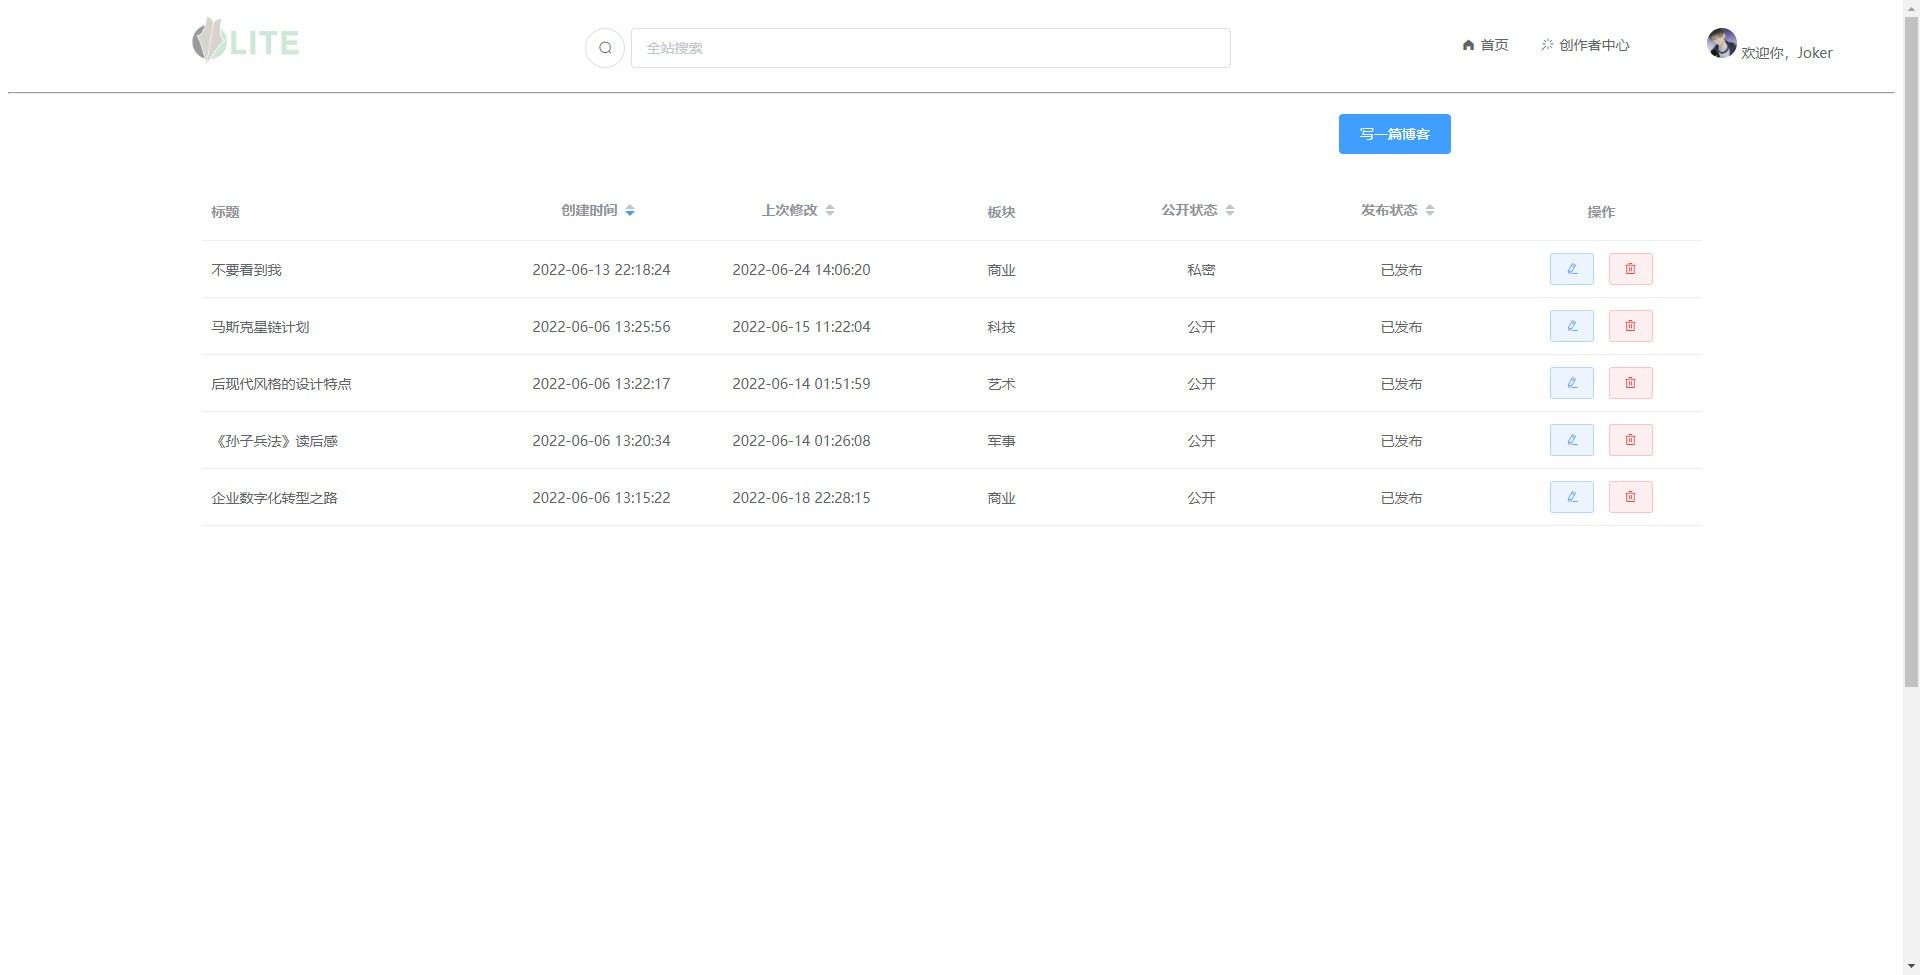 LITE
全站搜索
首页 创作者中心 欢迎你，Joker
写一篇博客
标题 创建时间 上次修改 板块 公开状态 发布状态 操作
不要看到我 2022-06-13 22:18:24 2022-06-24 14:06:20 商业 私密 已发布
马斯克星链计划 2022-06-06 13:25:56 2022-06-15 11:22:04 科技 公开 已发布
后现代风格的设计特点 2022-06-06 13:22:17 2022-06-14 01:51:59 艺术 公开 已发布
《孙子兵法》读后感 2022-06-06 13:20:34 2022-06-14 01:26:08 军事 公开 已发布
企业数字化转型之路 2022-06-06 13:15:22 2022-06-18 22:28:15 商业 公开 已发布